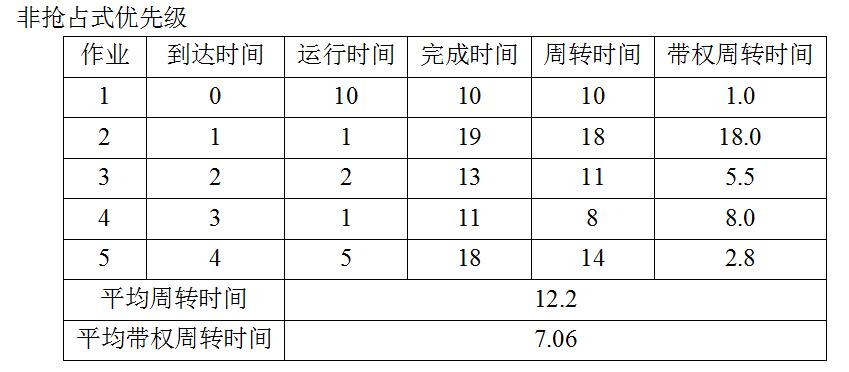 非抢占式优先级
作业 到达时间 运行时间 完成时间 周转时间 带权周转时间
1 0 10 10 10 1.0
2 1 1 19 18 18.0
3 2 2 13 11 5.5
4 3 1 11 8 8.0
5 4 5 18 14 2.8
平均周转时间 12.2
平均带权周转时间 7.06